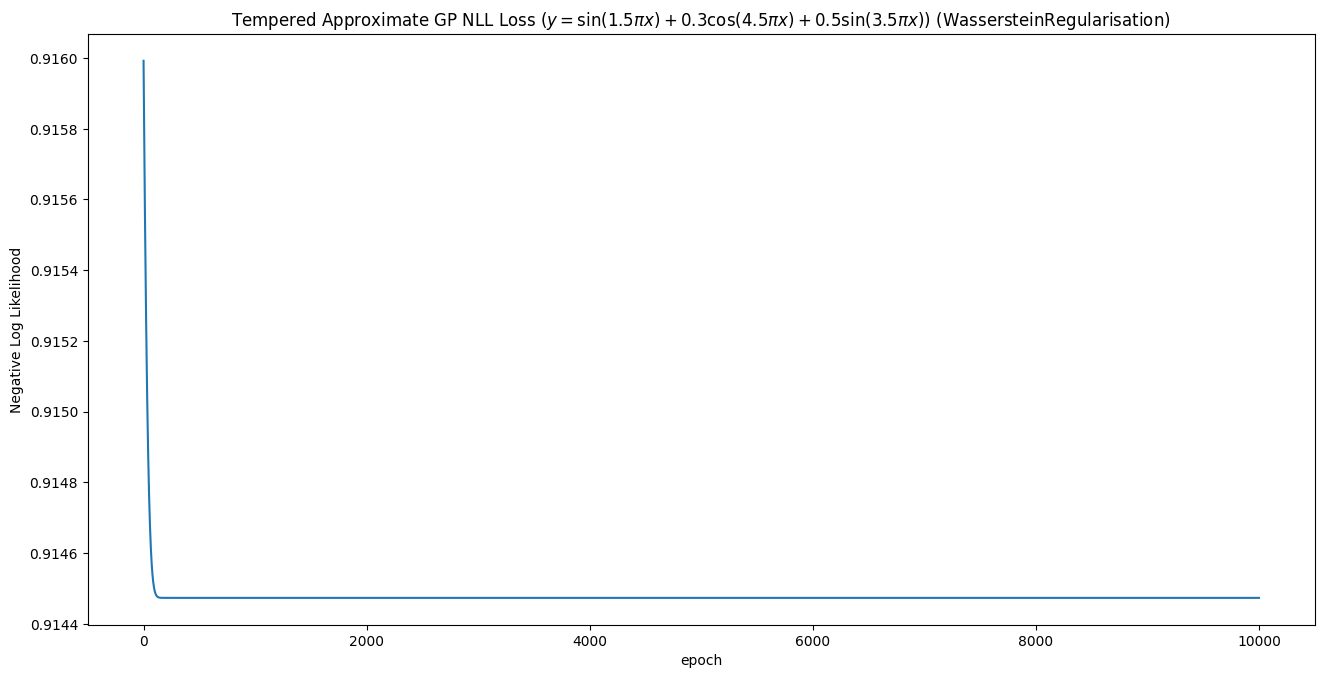 Tempered Approximate GP NLL Loss (y = sin(1.5πx) + 0.3cos(4.5πx) + 0.5sin(3.5πx)) (WassersteinRegularisation)
Negative Log Likelihood
0.9160
0.9158
0.9156
0.9154
0.9152
0.9150
0.9148
0.9146
0.9144
0 2000 4000 6000 8000 10000
epoch